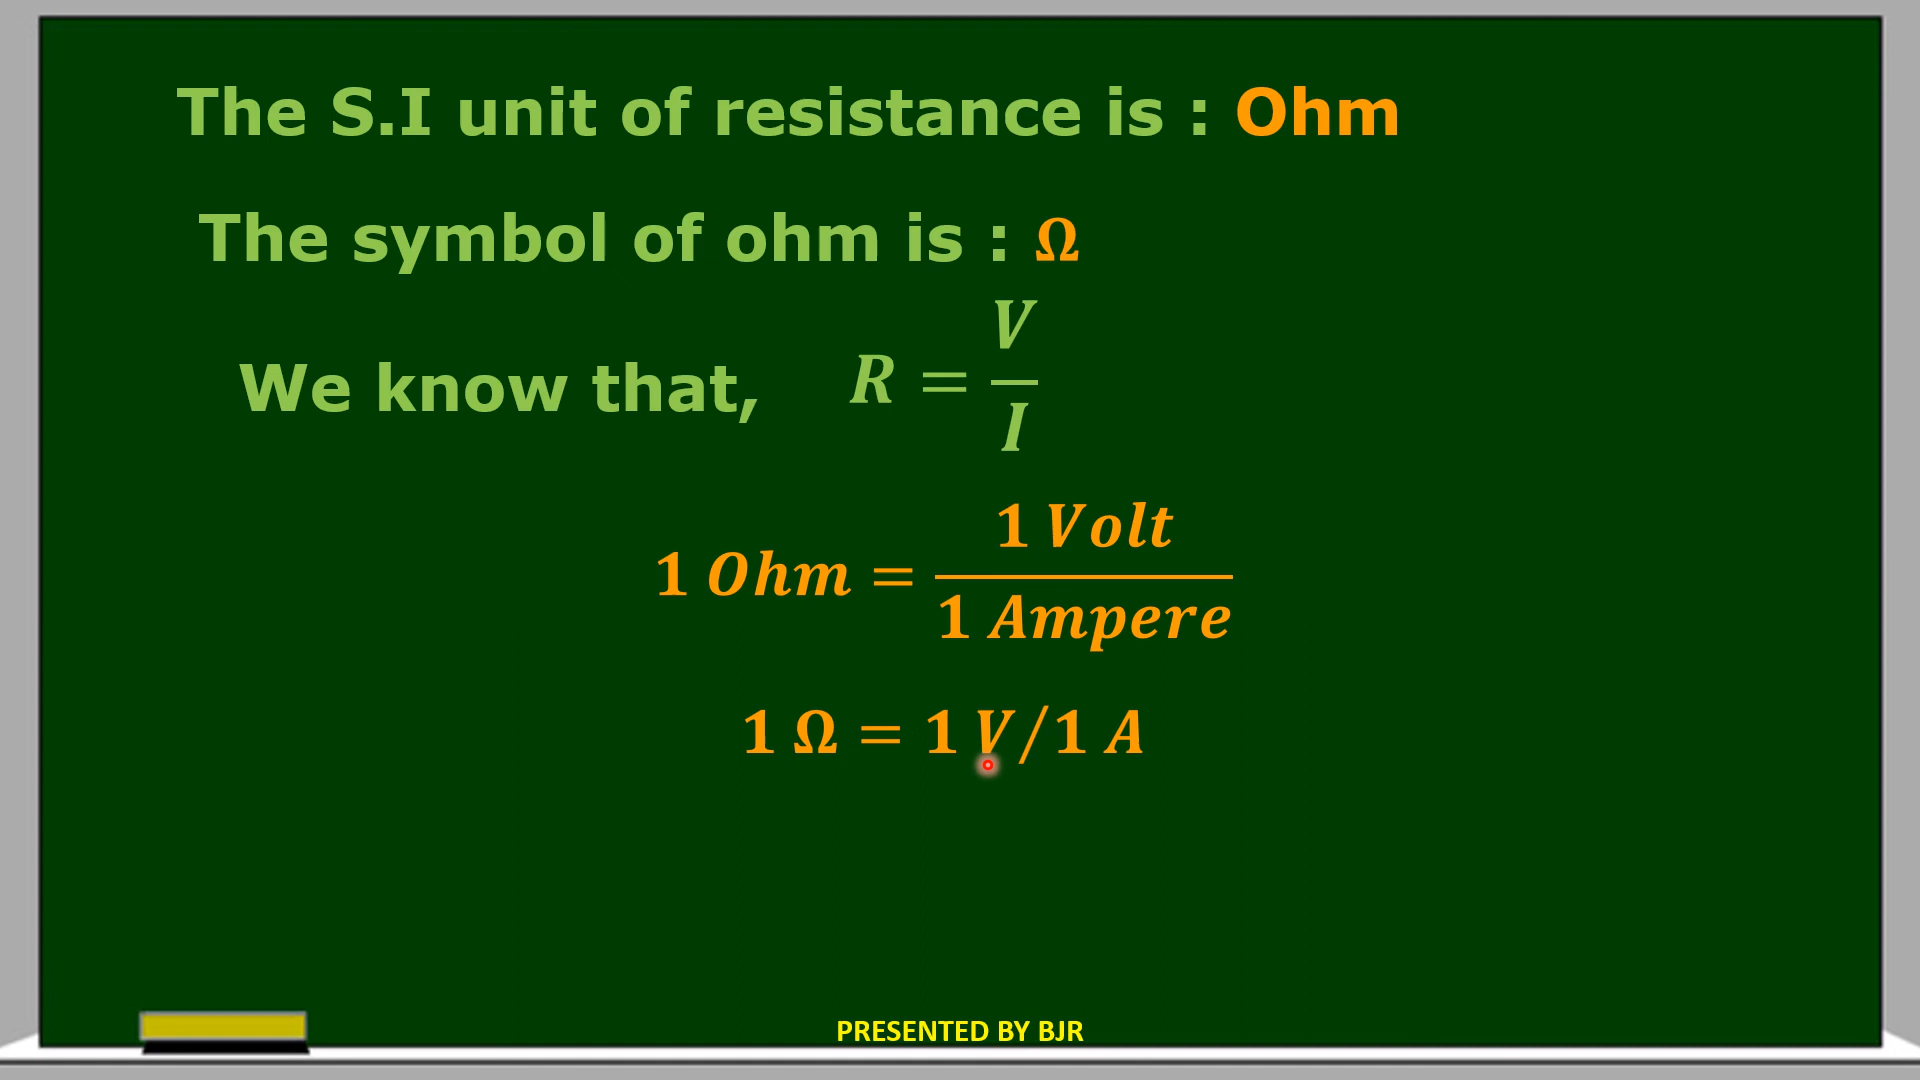 The S.I unit of resistance is : Ohm
The symbol of ohm is : Ω
We know that, R = V/I
1 Ohm = 1 Volt / 1 Ampere
1 Ω = 1 V/1 A
PRESENTED BY BJR